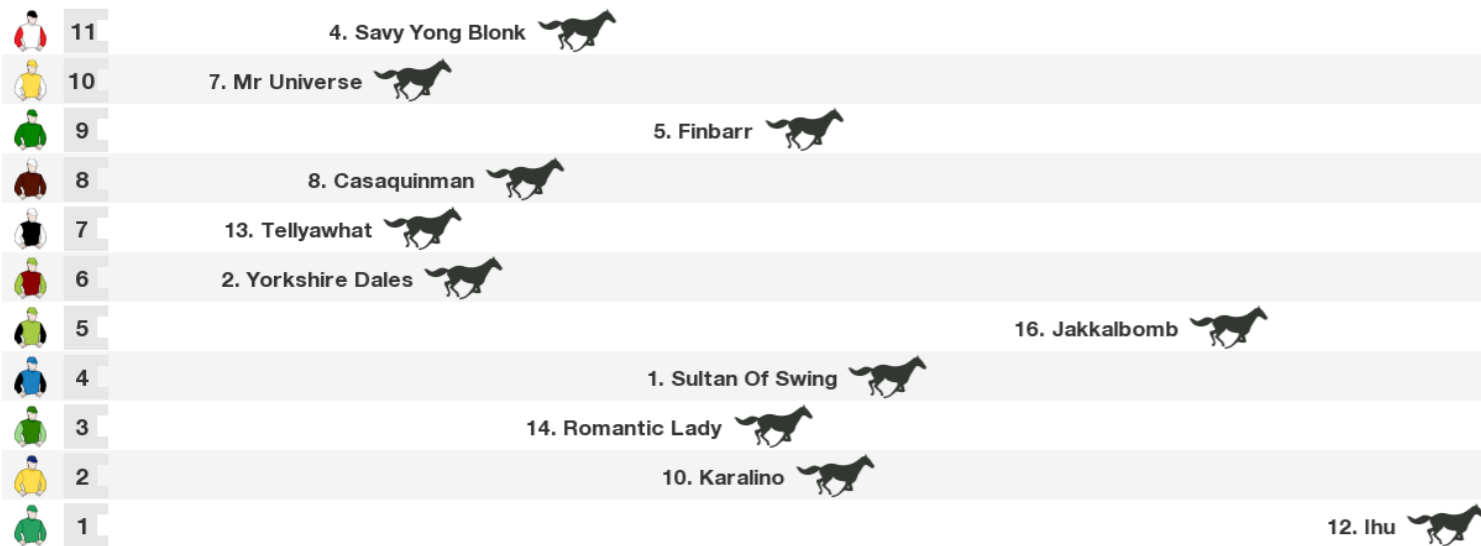 11 4. Savy Yong Blonk
10 7. Mr Universe
9 5. Finbarr
8 8. Casaquinman
7 13. Tellyawhat
6 2. Yorkshire Dales
5 16. Jakkalbomb
4 1. Sultan Of Swing
3 14. Romantic Lady
2 10. Karalino
1 12. Ihu